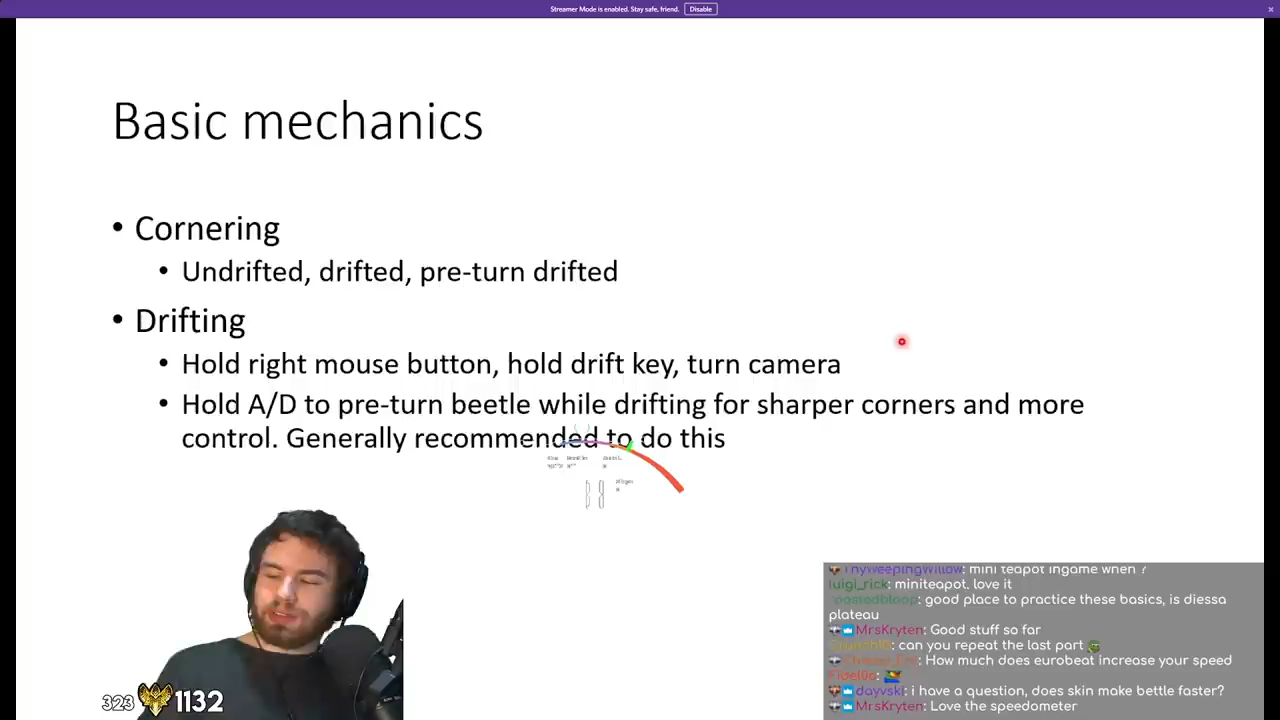 Streamer Mode is enabled. Stay safe, friend. Disable
Basic mechanics
• Cornering
• Undrifted, drifted, pre-turn drifted
• Drifting
• Hold right mouse button, hold drift key, turn camera
• Hold A/D to pre-turn beetle while drifting for sharper corners and more
control. Generally recommended to do this
ThyWeepingWillow: mini teapot ingame when ?
luigi_rick: miniteapot. love it
good place to practice these basics, is diessa
plateau
MrsKryten: Good stuff so far
can you repeat the last part
How much does eurobeat increase your speed
dayvski: i have a question, does skin make bettle faster?
MrsKryten: Love the speedometer
323 1132